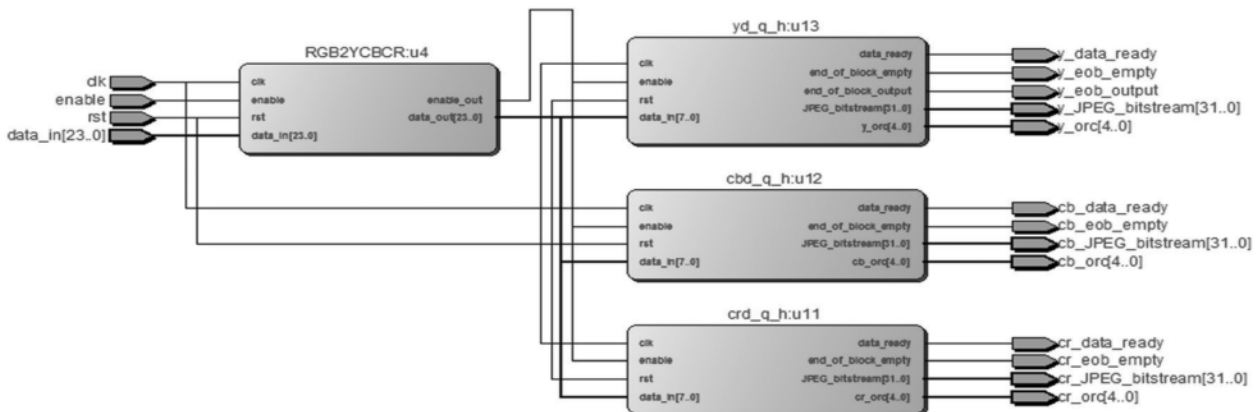 RGB2YCBCR:u4
clk
enable
rst
data_in[23..0]
clk
enable
rst
data_in[23..0]
enable_out
data_out[23..0]
yd_q_h:u13
clk
enable
rst
data_in[7..0]
data_ready
end_of_block_empty
end_of_block_output
JPEG_bitstream[31..0]
y_orc[4..0]
y_data_ready
y_eob_empty
y_eob_output
y_JPEG_bitstream[31..0]
y_orc[4..0]
cbd_q_h:u12
clk
enable
rst
data_in[7..0]
data_ready
end_of_block_empty
JPEG_bitstream[31..0]
cb_orc[4..0]
cb_data_ready
cb_eob_empty
cb_JPEG_bitstream[31..0]
cb_orc[4..0]
crd_q_h:u11
clk
enable
rst
data_in[7..0]
data_ready
end_of_block_empty
JPEG_bitstream[31..0]
cr_orc[4..0]
cr_data_ready
cr_eob_empty
cr_JPEG_bitstream[31..0]
cr_orc[4..0]